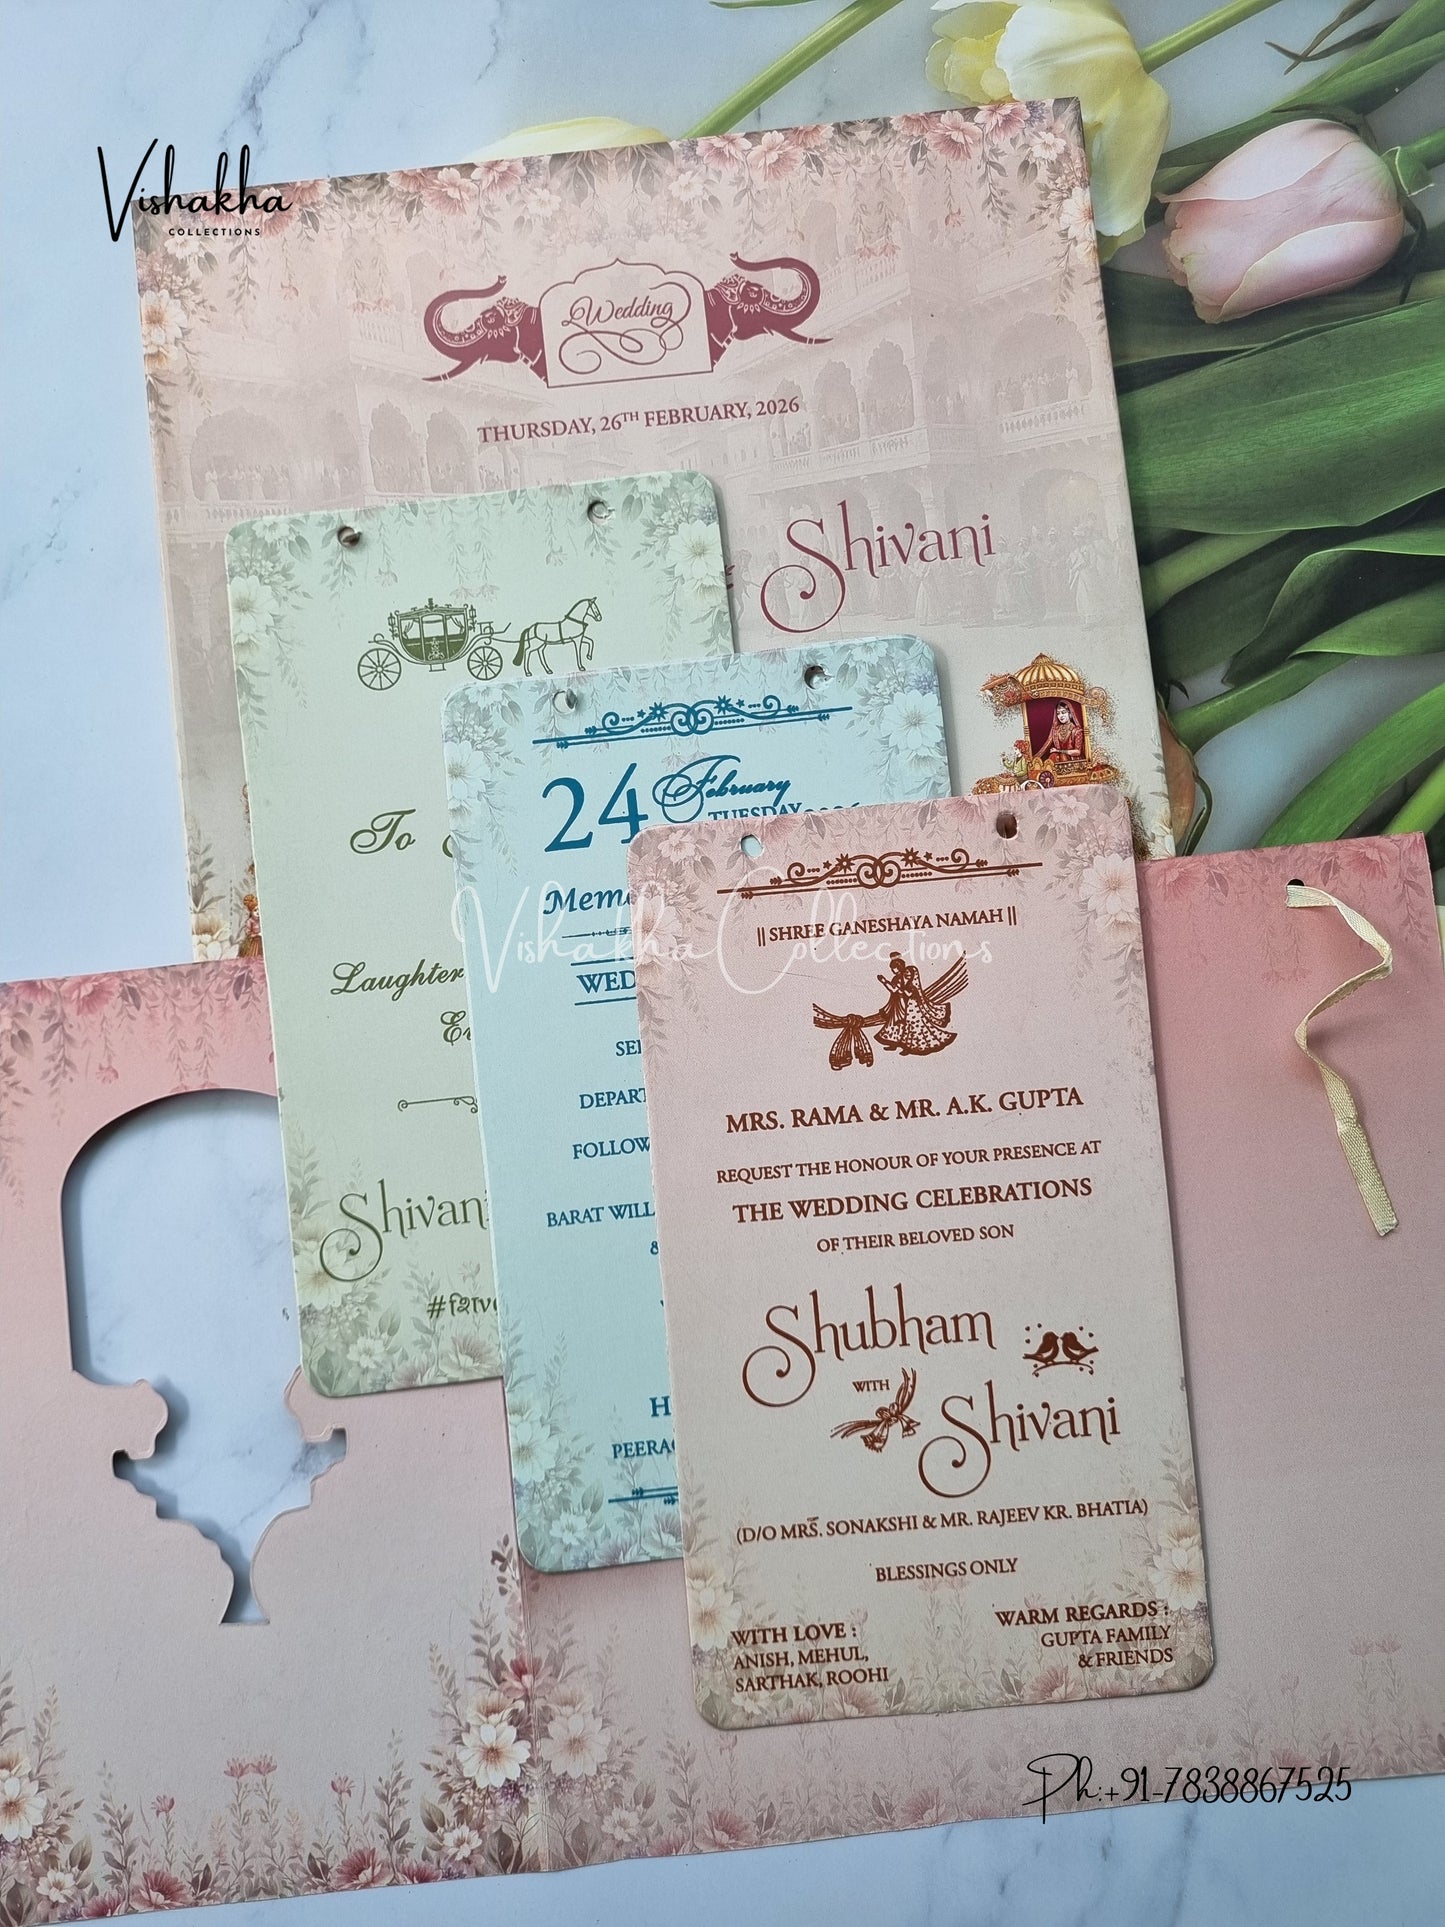 Vishakha
COLLECTIONS
Wedding
THURSDAY, 26TH FEBRUARY, 2026
Shivani
To
Laughter
Shivani
24 February
TUESDAY
WED
DEPART
FOLLOW
BARAT WILL
&
H
Vishakha Collections
|| SHREE GANESHAYA NAMAH ||
MRS. RAMA & MR. A.K. GUPTA
REQUEST THE HONOUR OF YOUR PRESENCE AT
THE WEDDING CELEBRATIONS
OF THEIR BELOVED SON
Shubham
WITH
Shivani
(D/O MRS. SONAKSHI & MR. RAJEEV KR. BHATIA)
BLESSINGS ONLY
WITH LOVE :
ANISH, MEHUL,
SARTHAK, ROOHI
WARM REGARDS :
GUPTA FAMILY
& FRIENDS
Ph:+91-7838867525